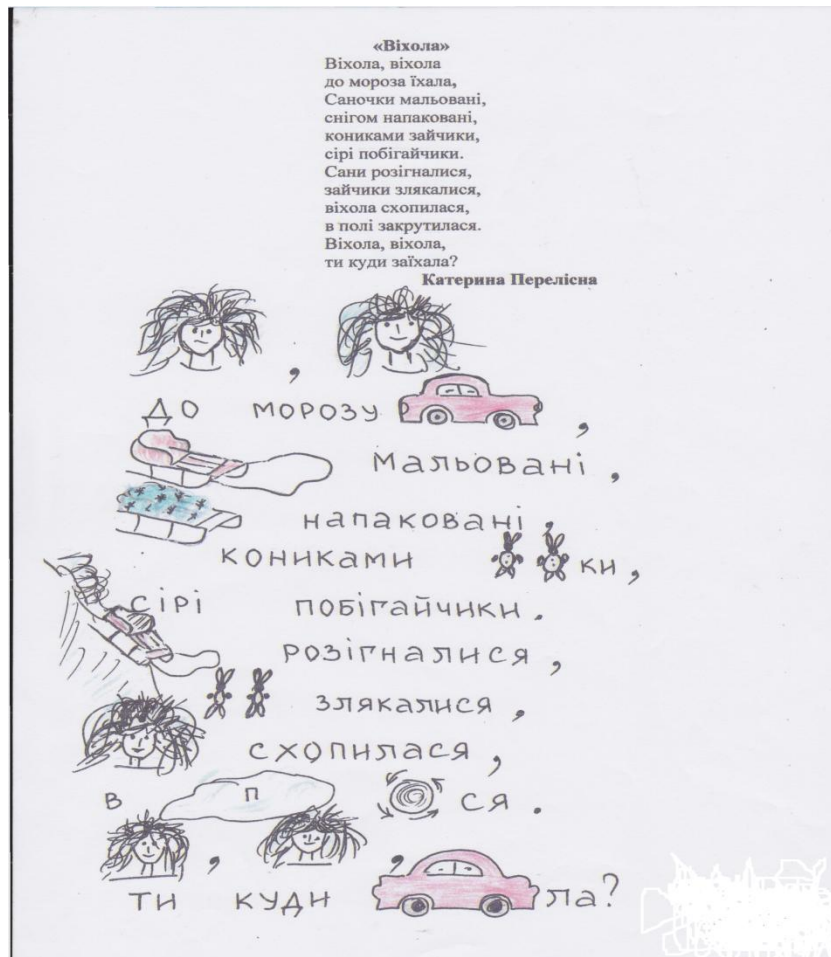 «Віхола»
Віхола, віхола
до мороза їхала,
Саночки мальовані,
снігом напаковані,
кониками зайчики,
сірі побігайчики.
Сани розігналися,
зайчики злякалися,
віхола схопилася,
в полі закрутилася.
Віхола, віхола,
ти куди заїхала?
Катерина Перелісна
,
ДО МОРОЗУ ,
мальовані ,
напаковані ,
кониками ки ,
сірі побігайчики .
розігналися ,
злякалися ,
схопилася ,
в п ся .
, ,
ти куди ла?